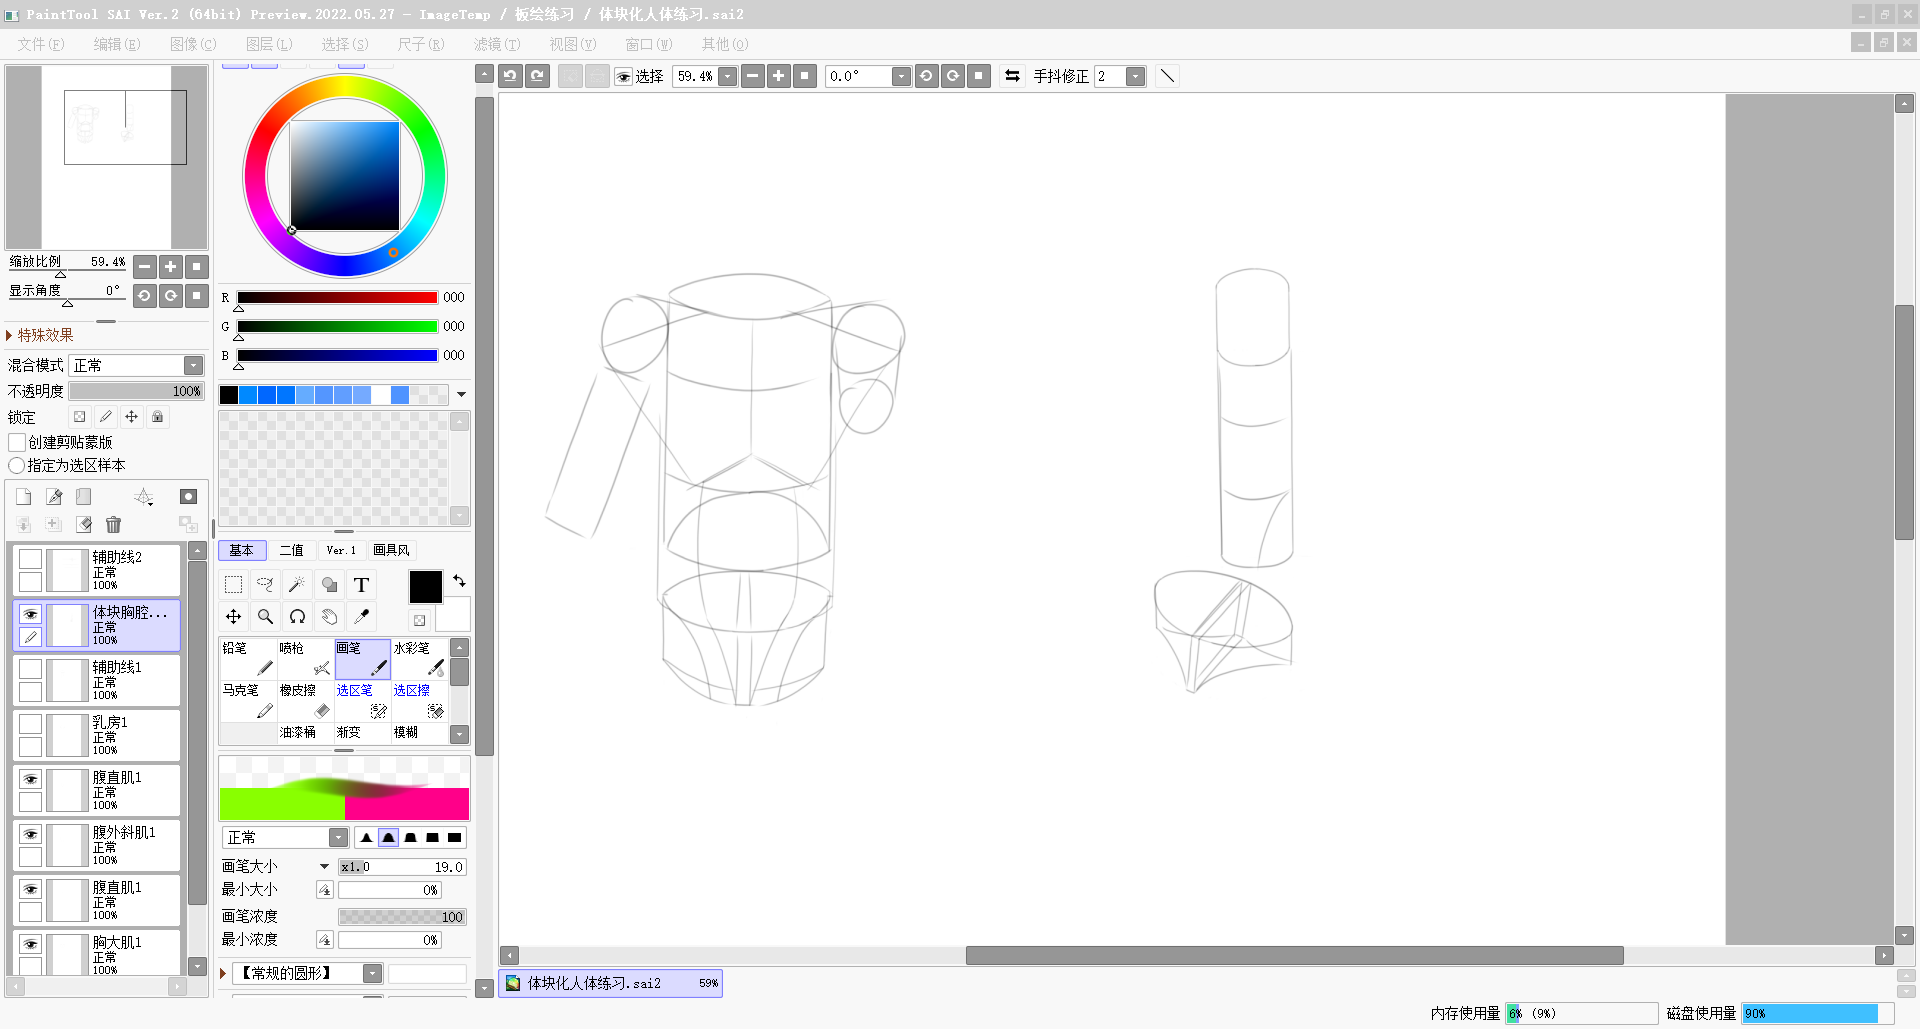 PaintTool SAI Ver.2 (64bit) Preview.2022.05.27 - ImageTemp / 板绘练习 / 体块化人体练习.sai2
文件(F) 编辑(E) 图像(C) 图层(L) 选择(S) 尺子(R) 滤镜(T) 视图(V) 窗口(W) 其他(O)
选择 59.4% 0.0° 手抖修正 2
缩放比例 59.4%
显示角度 0°
特殊效果
混合模式 正常
不透明度 100%
锁定
创建剪贴蒙版
指定为选区样本
辅助线2
正常
100%
体块胸腔...
正常
100%
辅助线1
正常
100%
乳房1
正常
100%
腹直肌1
正常
100%
腹外斜肌1
正常
100%
腹直肌1
正常
100%
胸大肌1
正常
100%
R 000
G 000
B 000
基本 二值 Ver.1 画具风
T
铅笔 喷枪 画笔 水彩笔
马克笔 橡皮擦 选区笔 选区擦
油漆桶 渐变 模糊
正常
画笔大小 x1.0 19.0
最小大小 0%
画笔浓度 100
最小浓度 0%
【常规的圆形】
体块化人体练习.sai2 59%
内存使用量 6% (9%) 磁盘使用量 90%